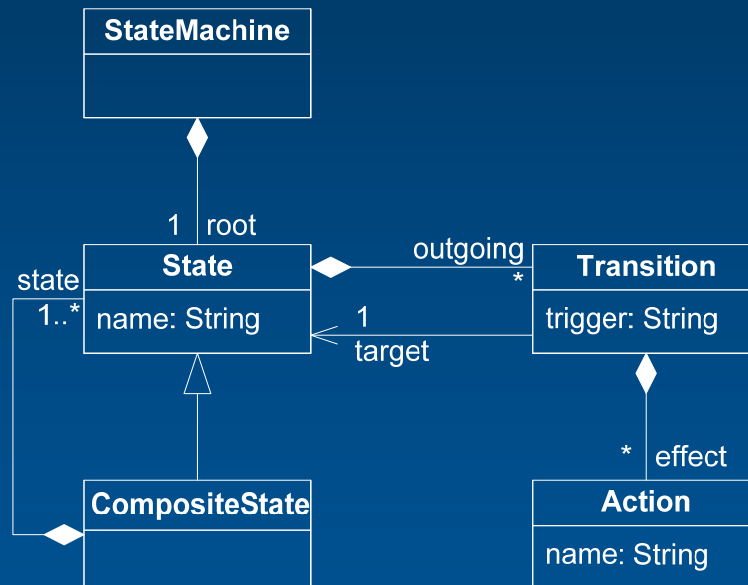 StateMachine
1 root
State
name: String
outgoing
*
Transition
trigger: String
state
1..*
1
target
* effect
CompositeState
Action
name: String